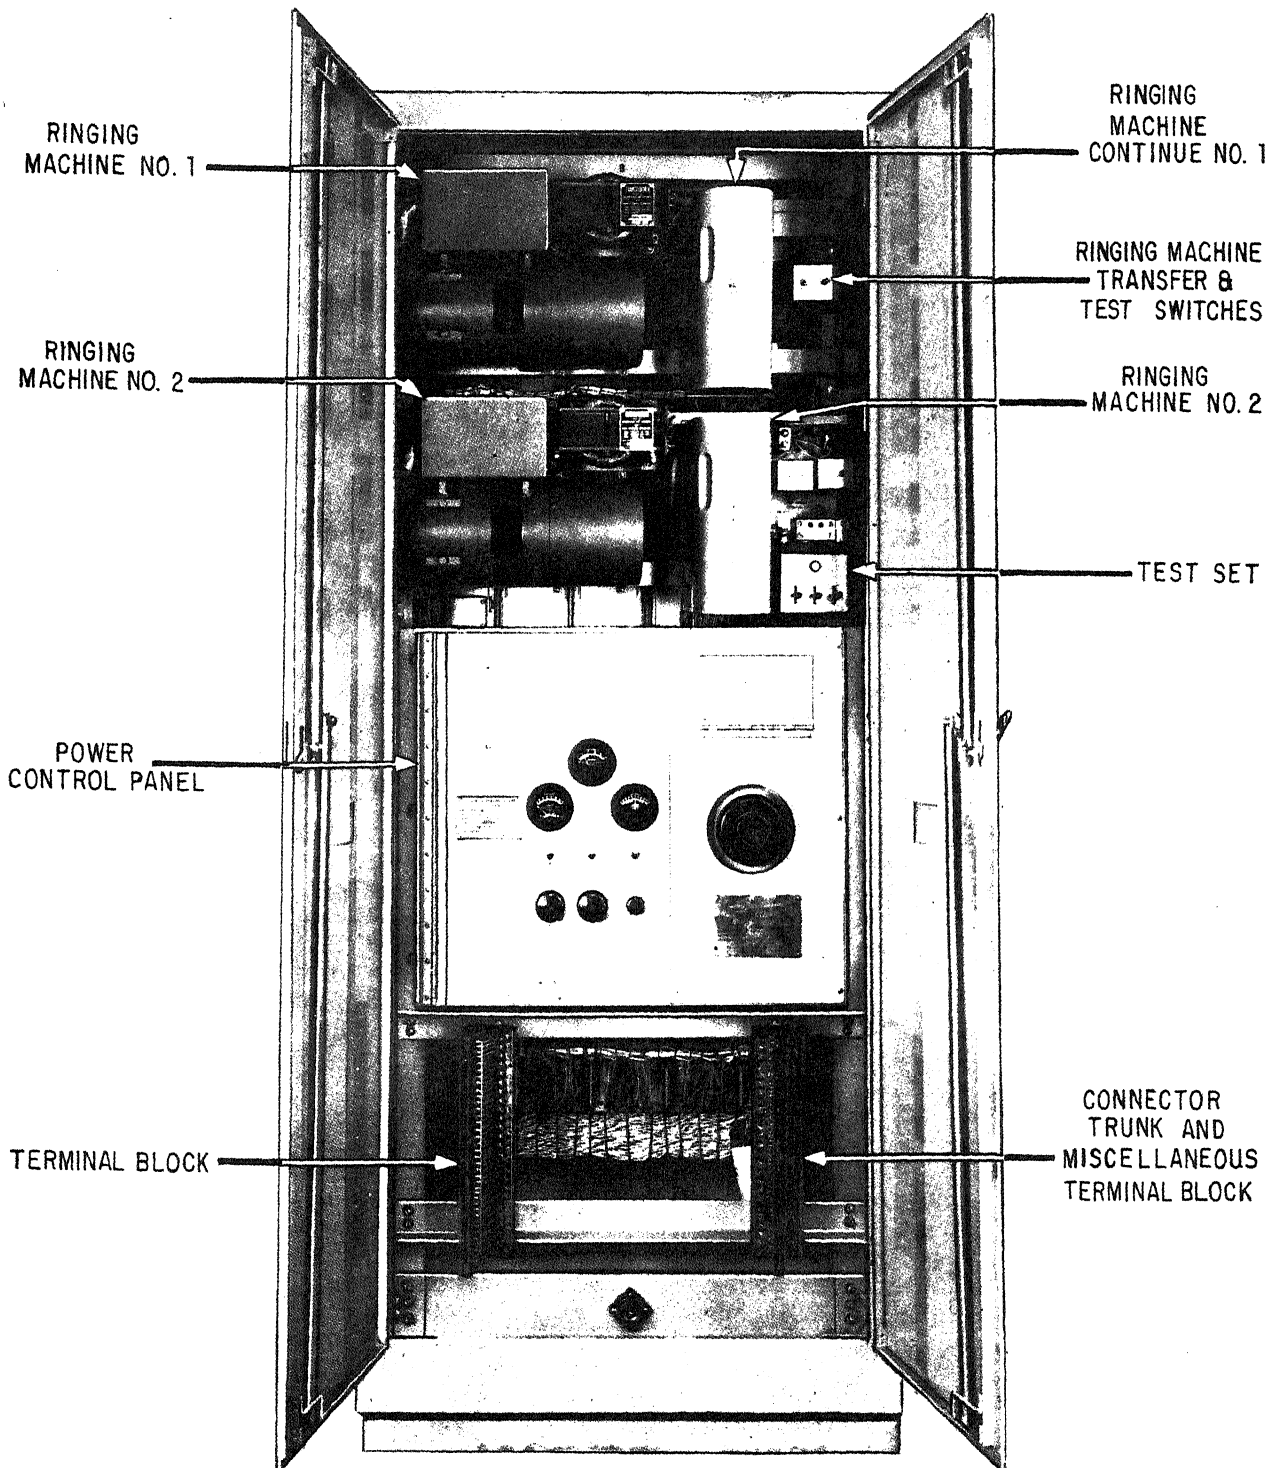 RINGING
MACHINE NO. 1
RINGING
MACHINE
CONTINUE NO. 1
RINGING MACHINE
TRANSFER &
TEST SWITCHES
RINGING
MACHINE NO. 2
RINGING
MACHINE NO. 2
TEST SET
POWER
CONTROL PANEL
TERMINAL BLOCK
CONNECTOR
TRUNK AND
MISCELLANEOUS
TERMINAL BLOCK